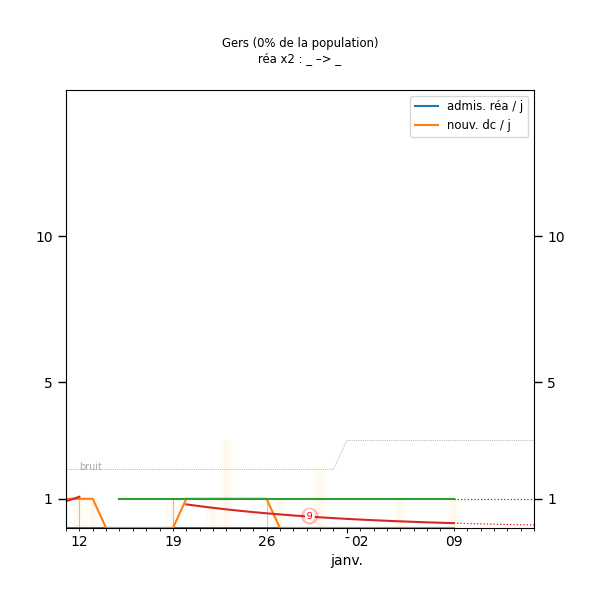 Gers (0% de la population)
réa x2 : _ –> _
admis. réa / j
nouv. dc / j
10 10
5 5
bruit
1 1
9
12 19 26 02 09
janv.